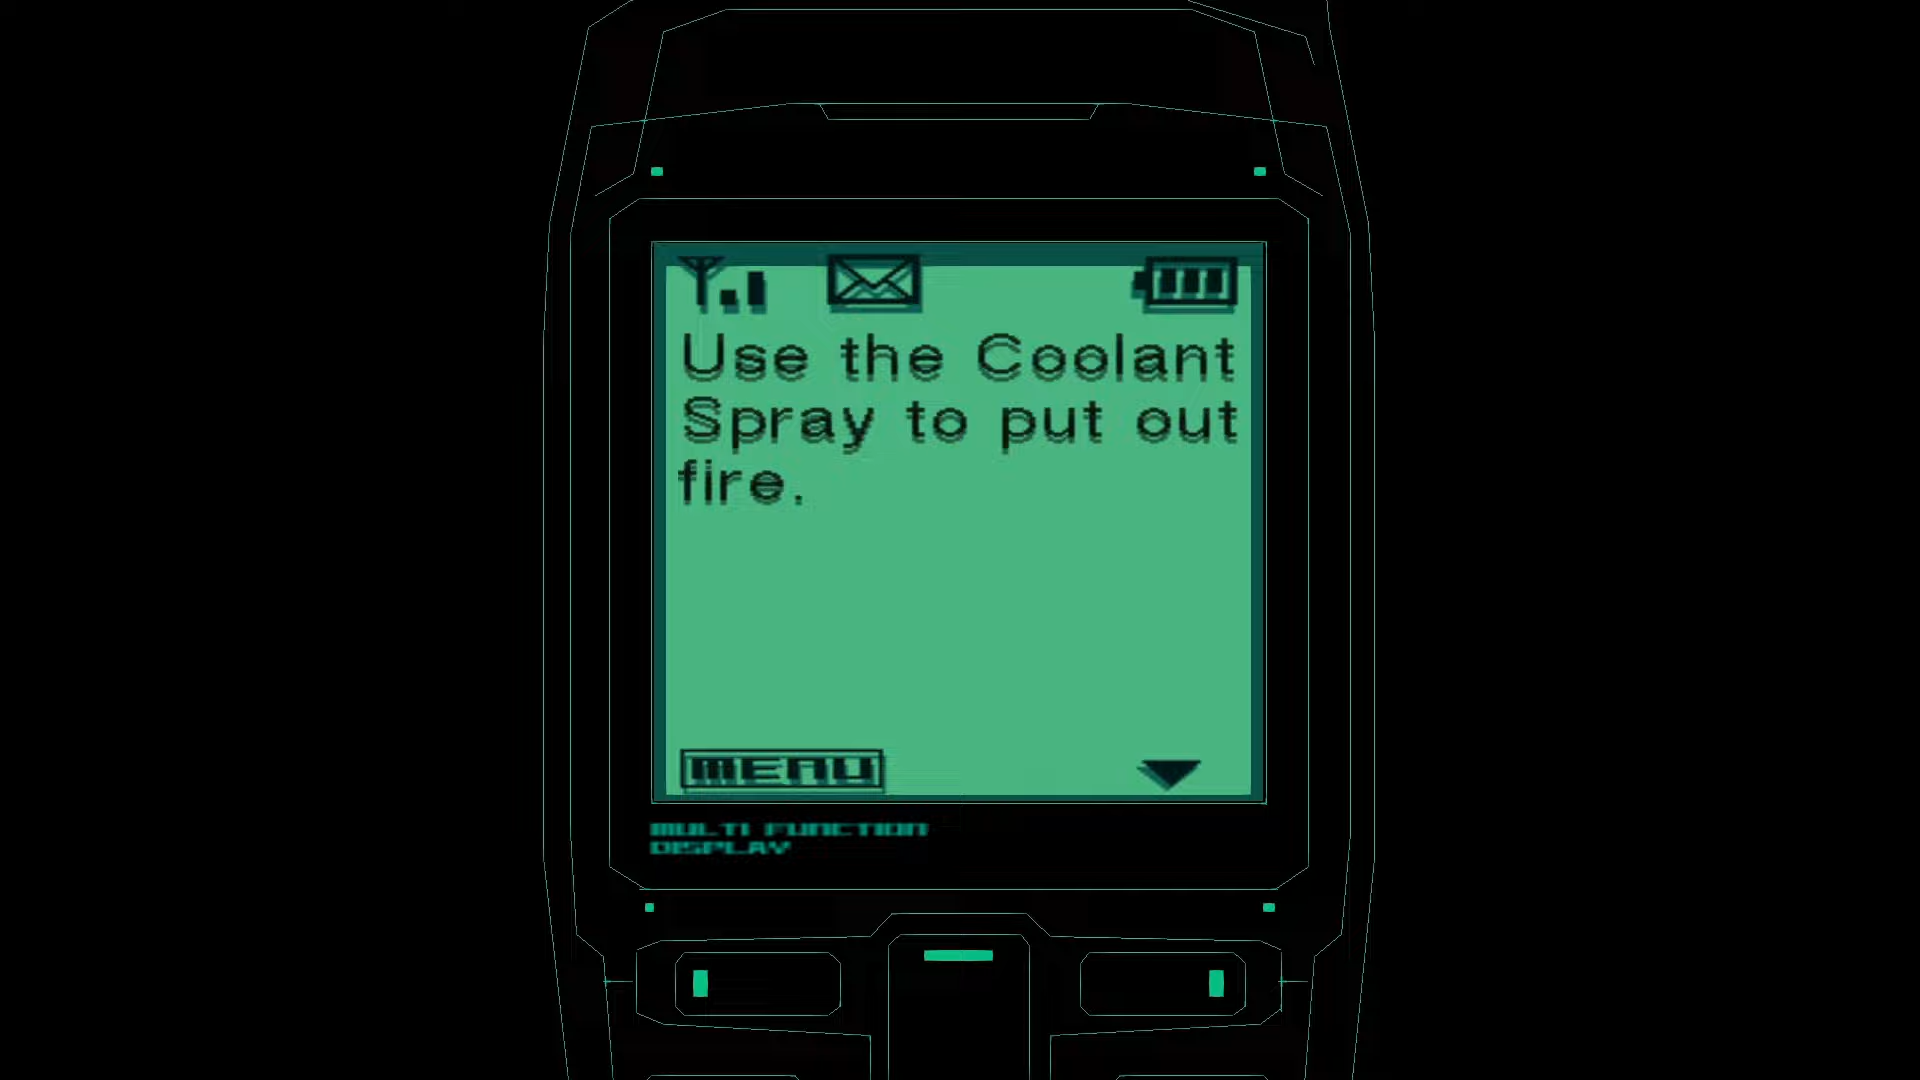 Use the Coolant
Spray to put out
fire.
MENU
MULTI FUNCTION
DISPLAY